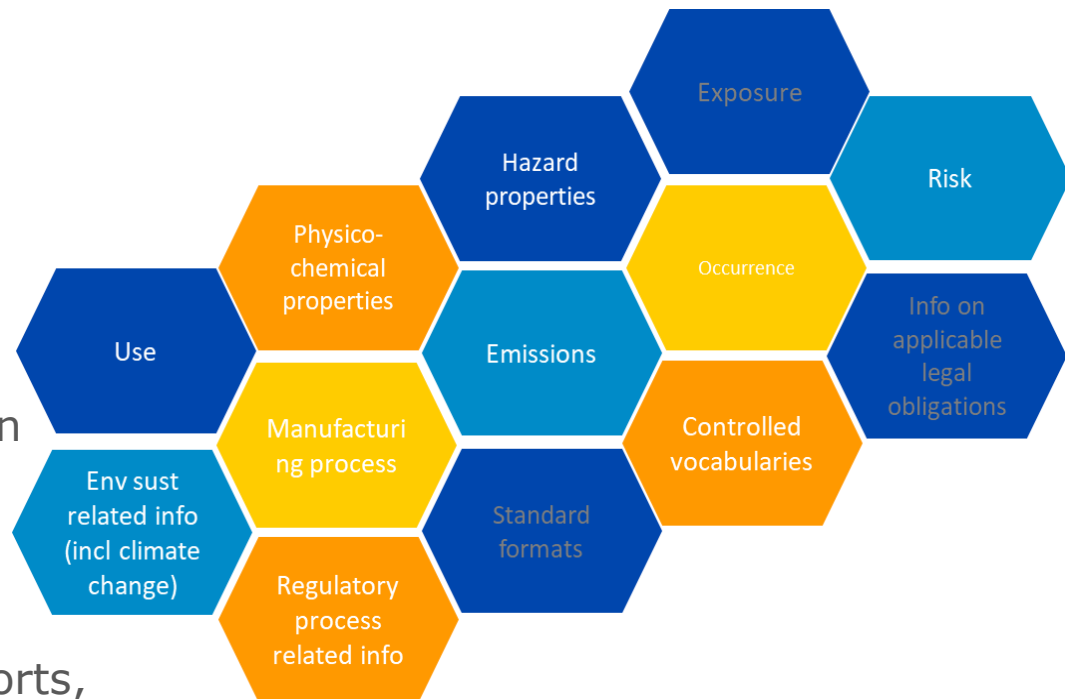 Exposure
Hazard
properties
Risk
Physico-
chemical
properties
Occurrence
Use
Emissions
Info on
applicable
legal
obligations
n
Manufacturi
ng process
Controlled
vocabularies
Env sust
related info
(incl climate
change)
Standard
formats
Regulatory
process
related info
orts,